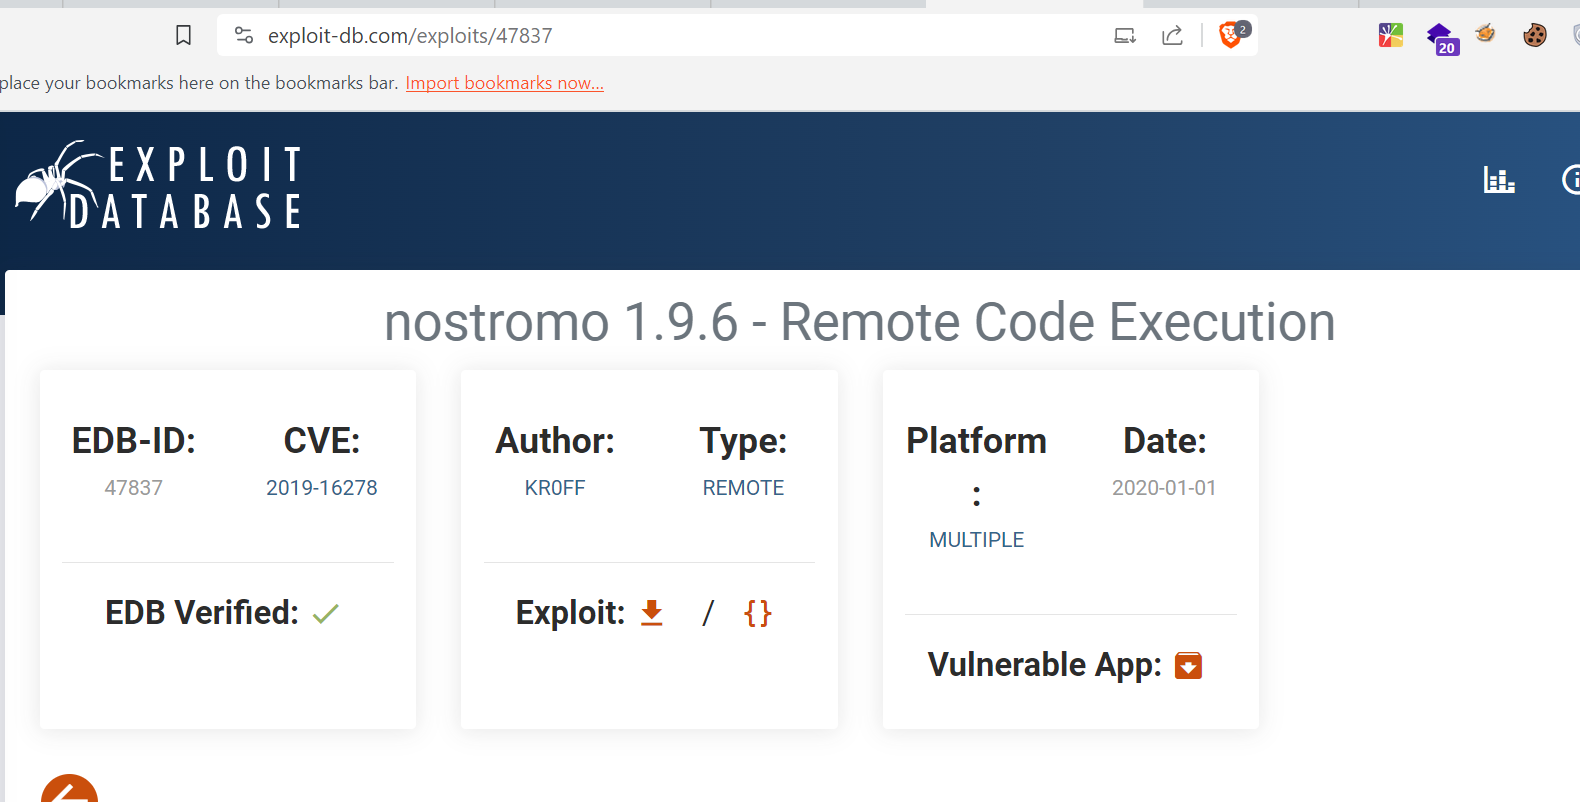 exploit-db.com/exploits/47837
2
20
place your bookmarks here on the bookmarks bar. Import bookmarks now...
EXPLOIT
DATABASE
nostromo 1.9.6 - Remote Code Execution
EDB-ID:
47837
CVE:
2019-16278
EDB Verified:
Author:
KR0FF
Type:
REMOTE
Exploit: / {}
Platform
:
MULTIPLE
Date:
2020-01-01
Vulnerable App: